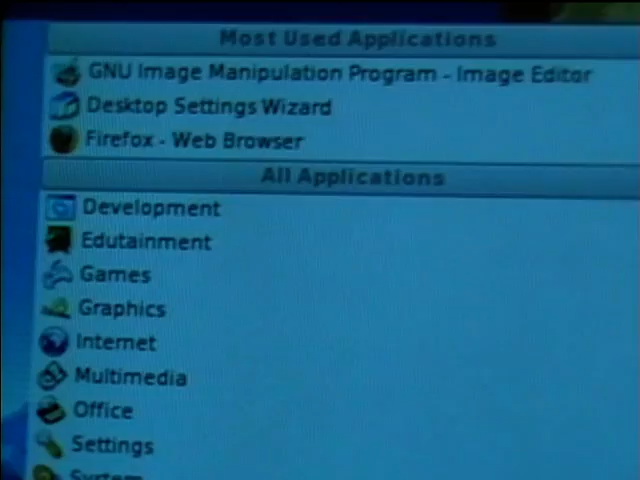 Most Used Applications
GNU Image Manipulation Program - Image Editor
Desktop Settings Wizard
Firefox - Web Browser
All Applications
Development
Edutainment
Games
Graphics
Internet
Multimedia
Office
Settings
System